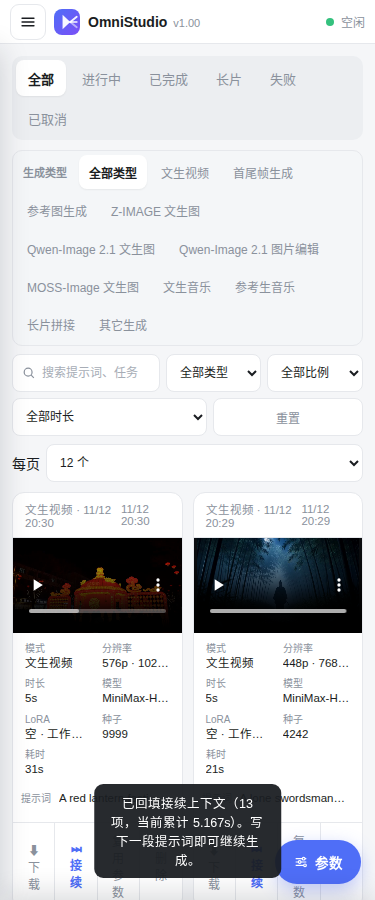 OmniStudio v1.00 空闲
全部 进行中 已完成 长片 失败
已取消
生成类型 全部类型 文生视频 首尾帧生成
参考图生成 Z-IMAGE 文生图
Qwen-Image 2.1 文生图 Qwen-Image 2.1 图片编辑
MOSS-Image 文生图 文生音乐 参考生音乐
长片拼接 其它生成
搜索提示词、任务 全部类型 全部比例
全部时长 重置
每页 12 个
文生视频 · 11/12 20:30 11/12 20:30
文生视频 · 11/12 20:29 11/12 20:29
模式 分辨率
文生视频 576p · 102…
时长 模型
5s MiniMax-H…
LoRA 种子
空 · 工作… 9999
耗时
31s
模式 分辨率
文生视频 448p · 768…
时长 模型
5s MiniMax-H…
LoRA 种子
空 · 工作… 4242
耗时
21s
提示词 A red
swordsman…
已回填接续上下文（13
项，当前累计 5.167s）。写
下一段提示词即可继续生
成。
下载 接续
数
下载 接续
数
参数